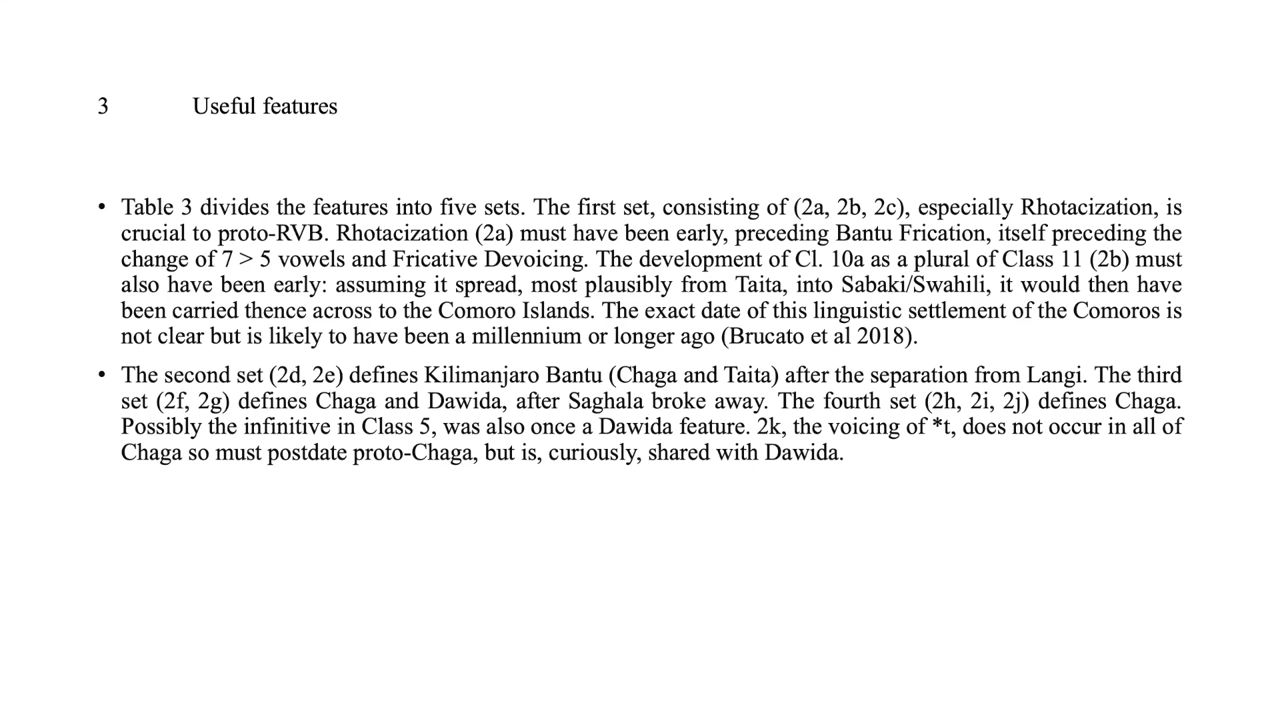 3 Useful features
• Table 3 divides the features into five sets. The first set, consisting of (2a, 2b, 2c), especially Rhotacization, is
crucial to proto-RVB. Rhotacization (2a) must have been early, preceding Bantu Frication, itself preceding the
change of 7 > 5 vowels and Fricative Devoicing. The development of Cl. 10a as a plural of Class 11 (2b) must
also have been early: assuming it spread, most plausibly from Taita, into Sabaki/Swahili, it would then have
been carried thence across to the Comoro Islands. The exact date of this linguistic settlement of the Comoros is
not clear but is likely to have been a millennium or longer ago (Brucato et al 2018).
• The second set (2d, 2e) defines Kilimanjaro Bantu (Chaga and Taita) after the separation from Langi. The third
set (2f, 2g) defines Chaga and Dawida, after Saghala broke away. The fourth set (2h, 2i, 2j) defines Chaga.
Possibly the infinitive in Class 5, was also once a Dawida feature. 2k, the voicing of *t, does not occur in all of
Chaga so must postdate proto-Chaga, but is, curiously, shared with Dawida.